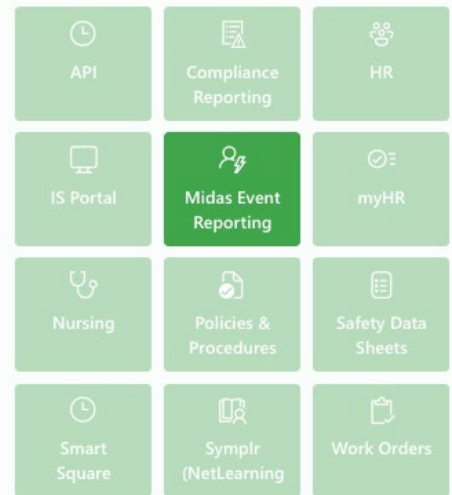 API
Compliance
Reporting
HR
IS Portal
Midas Event
Reporting
myHR
Nursing
Policies &
Procedures
Safety Data
Sheets
Smart
Square
Symplr
(NetLearning
Work Orders